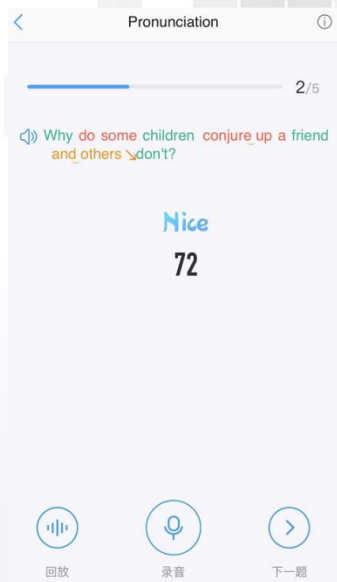 Pronunciation
2/5
Why do some children conjure up a friend
and others ↘don't?
Nice
72
回放
录音
下一题